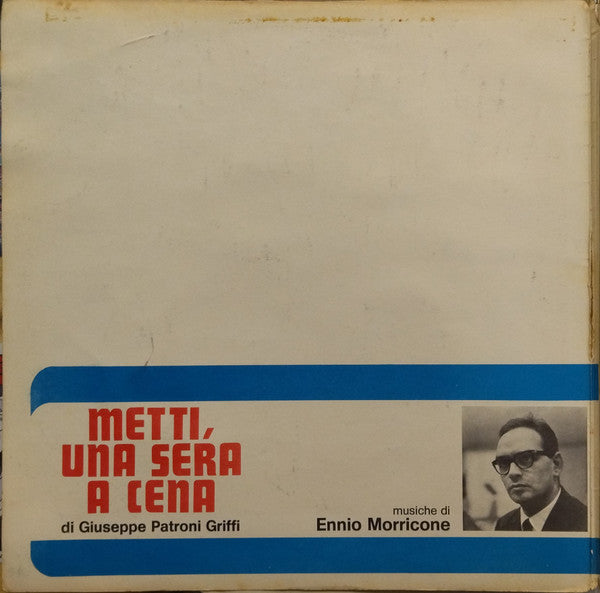 METTI,
UNA SERA
A CENA
di Giuseppe Patroni Griffi
musiche di
Ennio Morricone